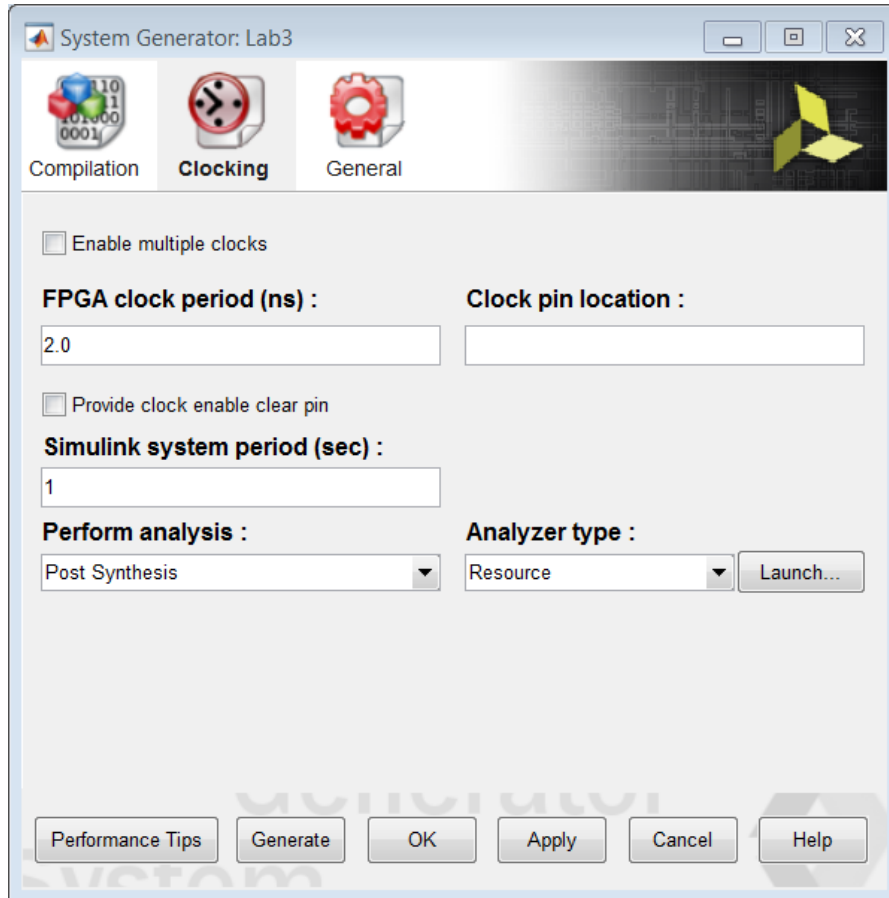 System Generator: Lab3
Compilation
Clocking
General
Enable multiple clocks
FPGA clock period (ns) :
Clock pin location :
2.0
Provide clock enable clear pin
Simulink system period (sec) :
1
Perform analysis :
Analyzer type :
Post Synthesis
Resource
Launch...
Generator
Performance Tips
Generate
OK
Apply
Cancel
Help
System